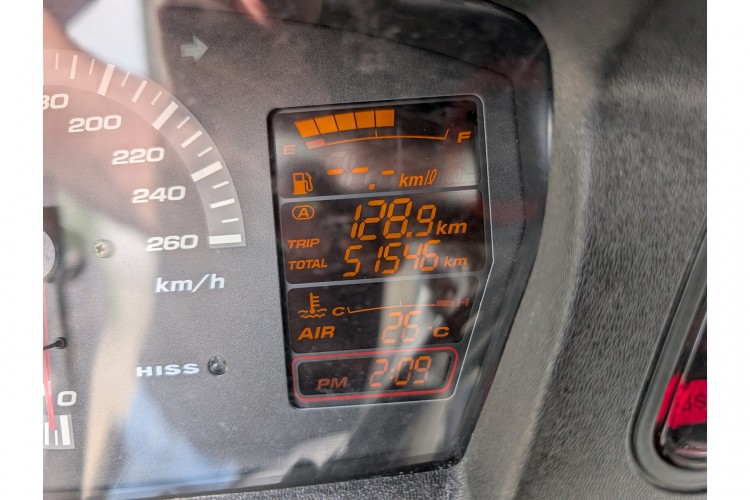 200
220
240
260
km/h
HISS
0
E F
--.- km/ℓ
A 128.9 km
TRIP
TOTAL 51546 km
C H
AIR 25 °C
PM 2:09